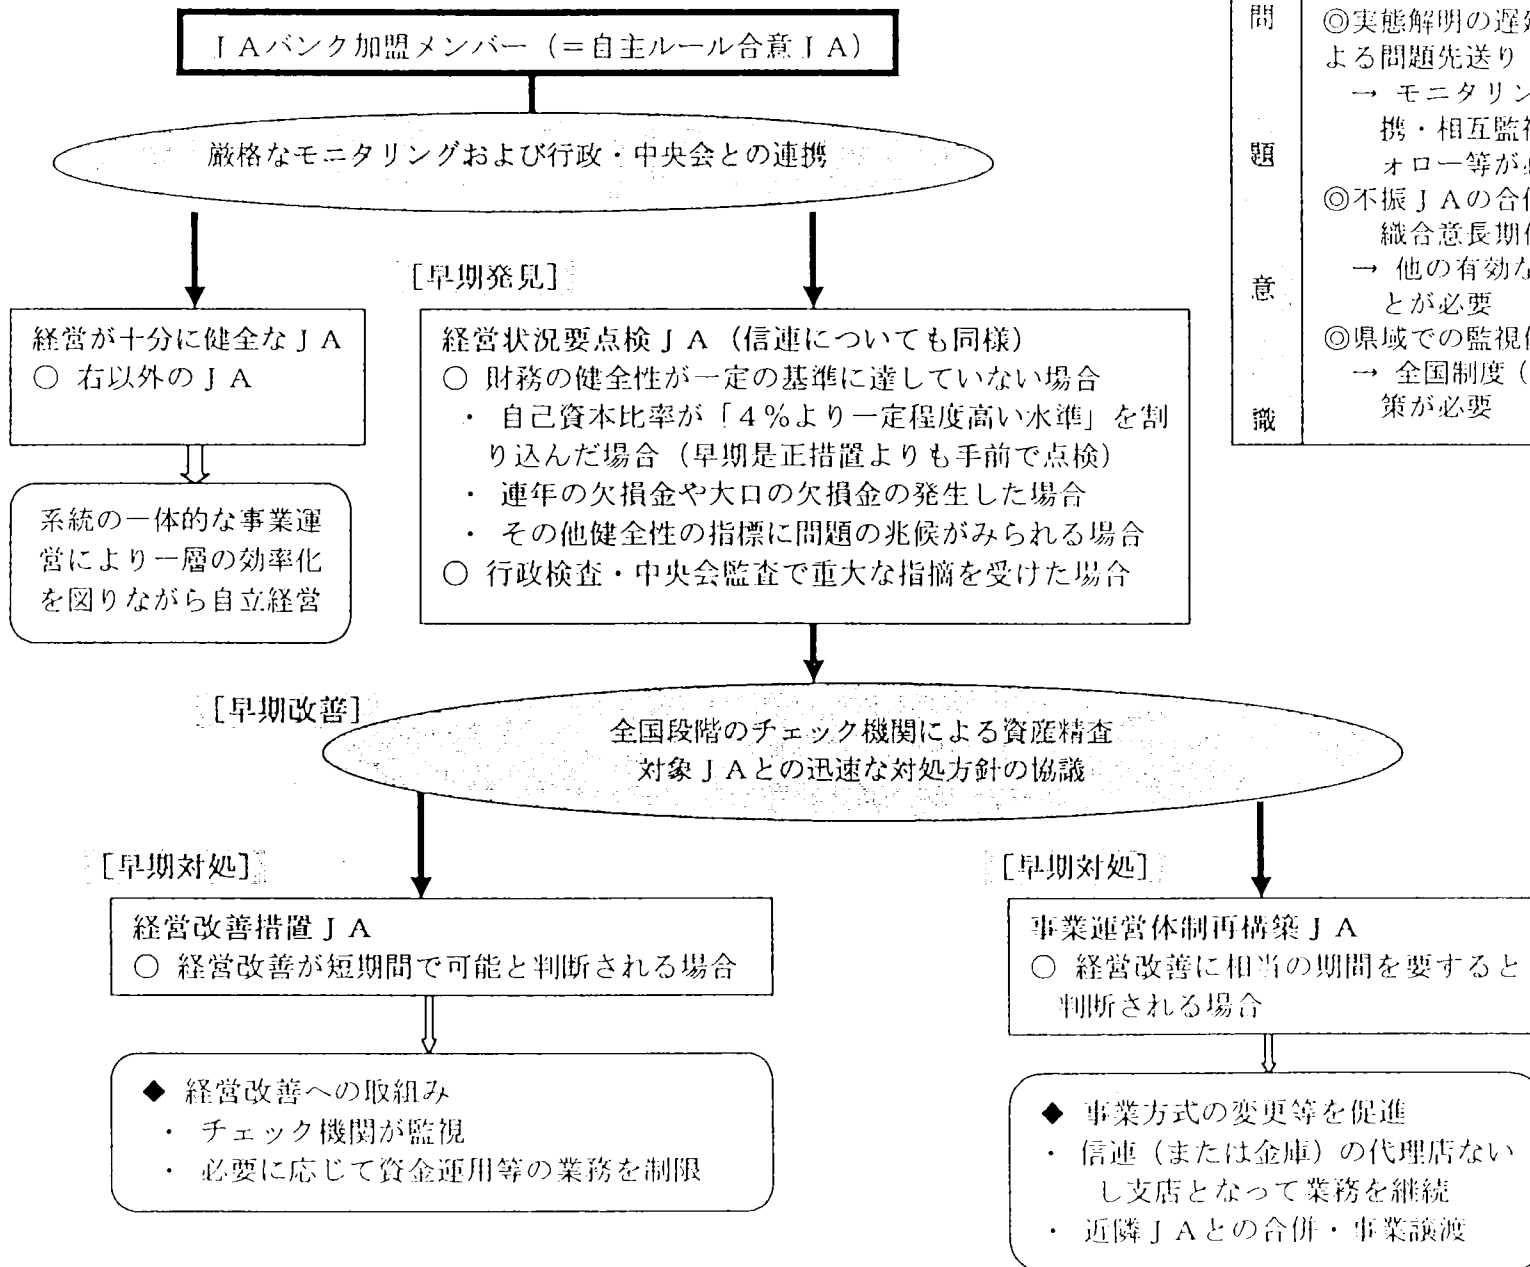 JAバンク加盟メンバー（＝自主ルール合意JA）
厳格なモニタリングおよび行政・中央会との連携
問題意識
◎実態解明の遅
よる問題先送り
→ モニタリン
携・相互監視
ォロー等が
◎不振JAの合
織合意長期
→ 他の有効な
とが必要
◎県域での監視
→ 全国制度（
策が必要
[早期発見]
経営が十分に健全なJA
○ 右以外のJA
系統の一体的な事業運
営により一層の効率化
を図りながら自立経営
経営状況要点検JA（信連についても同様）
○ 財務の健全性が一定の基準に達していない場合
・ 自己資本比率が「4％より一定程度高い水準」を割
り込んだ場合（早期是正措置よりも手前で点検）
・ 連年の欠損金や大口の欠損金の発生した場合
・ その他健全性の指標に問題の兆候がみられる場合
○ 行政検査・中央会監査で重大な指摘を受けた場合
[早期改善]
全国段階のチェック機関による資産精査
対象JAとの迅速な対処方針の協議
[早期対処]
経営改善措置JA
○ 経営改善が短期間で可能と判断される場合
◆ 経営改善への取組み
・ チェック機関が監視
・ 必要に応じて資金運用等の業務を制限
[早期対処]
事業運営体制再構築JA
○ 経営改善に相当の期間を要すると
判断される場合
◆ 事業方式の変更等を促進
・ 信連（または金庫）の代理店ない
し支店となって業務を継続
・ 近隣JAとの合併・事業譲渡